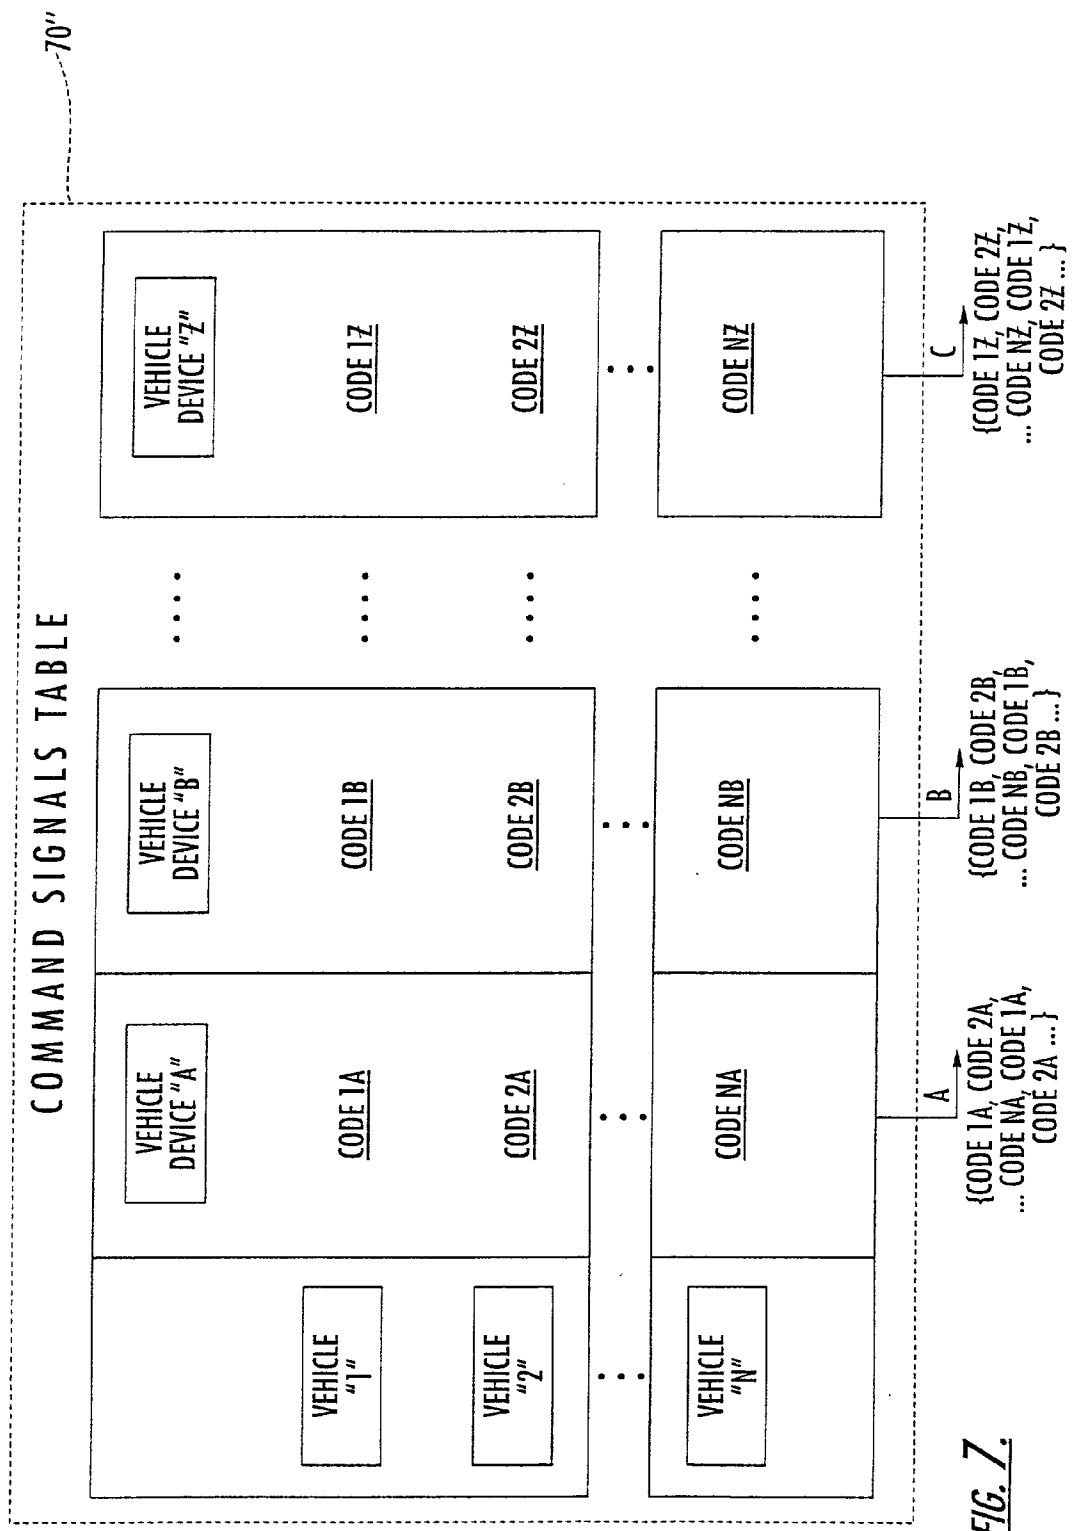 70"
COMMAND SIGNALS TABLE
VEHICLE
DEVICE "A"
VEHICLE
DEVICE "B"
....
VEHICLE
DEVICE "Z"
VEHICLE
"1"
CODE 1A
CODE 1B
....
CODE 1Z
VEHICLE
"2"
CODE 2A
CODE 2B
....
CODE 2Z
...
...
...
...
VEHICLE
"N"
CODE NA
CODE NB
....
CODE NZ
A
{CODE 1A, CODE 2A,
... CODE NA, CODE 1A,
CODE 2A ...}
B
{CODE 1B, CODE 2B,
... CODE NB, CODE 1B,
CODE 2B ...}
C
{CODE 1Z, CODE 2Z,
... CODE NZ, CODE 1Z,
CODE 2Z ...}
FIG. 7.